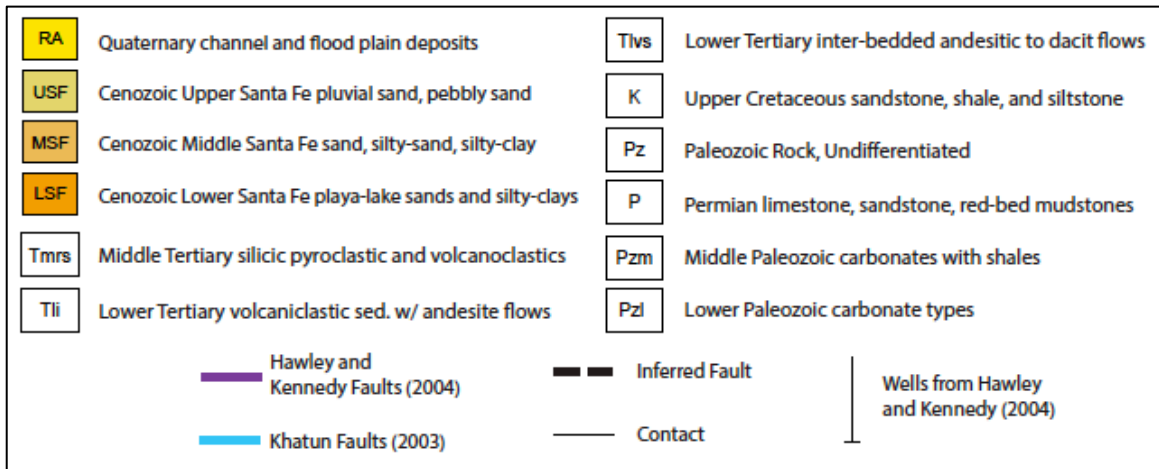 RA Quaternary channel and flood plain deposits
USF Cenozoic Upper Santa Fe pluvial sand, pebbly sand
MSF Cenozoic Middle Santa Fe sand, silty-sand, silty-clay
LSF Cenozoic Lower Santa Fe playa-lake sands and silty-clays
Tmrs Middle Tertiary silicic pyroclastic and volcanoclastics
Tli Lower Tertiary volcaniclastic sed. w/ andesite flows
Tlvs Lower Tertiary inter-bedded andesitic to dacit flows
K Upper Cretaceous sandstone, shale, and siltstone
Pz Paleozoic Rock, Undifferentiated
P Permian limestone, sandstone, red-bed mudstones
Pzm Middle Paleozoic carbonates with shales
Pzl Lower Paleozoic carbonate types
Hawley and
Kennedy Faults (2004)
Khatun Faults (2003)
Inferred Fault
Contact
Wells from Hawley
and Kennedy (2004)